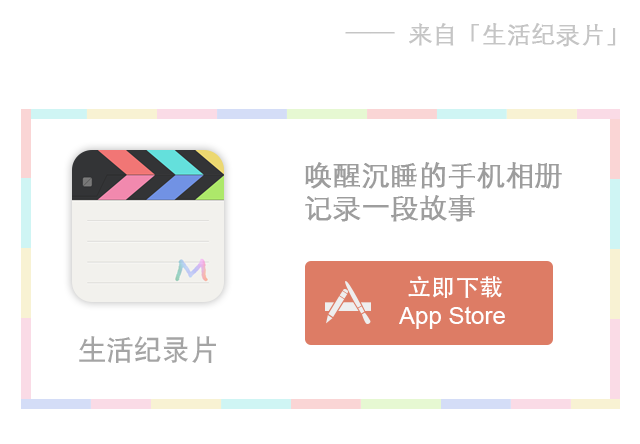 —— 来自「生活纪录片」
唤醒沉睡的手机相册
记录一段故事
立即下载
App Store
M
生活纪录片